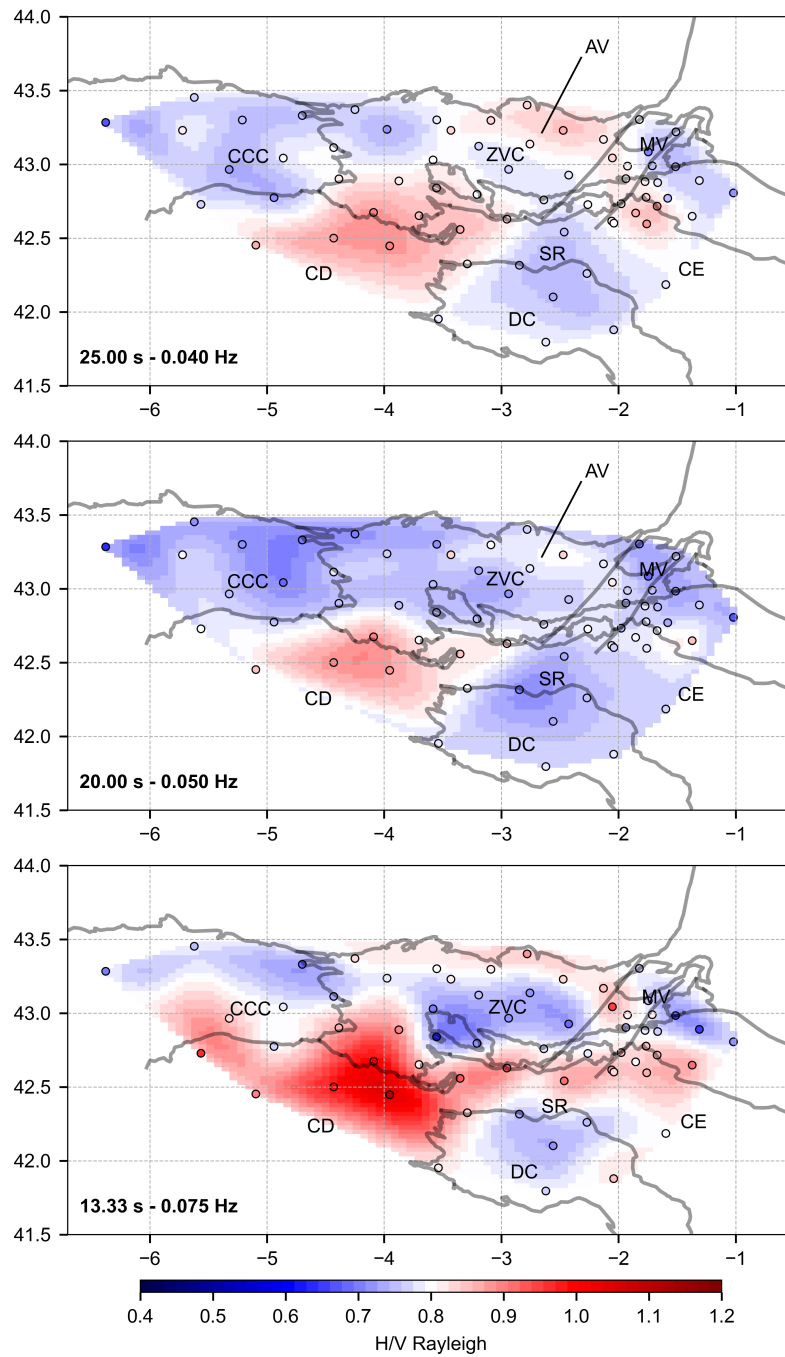 44.0
AV
43.5
MV
CCC
ZVC
43.0
42.5
SR
CE
CD
42.0
DC
25.00 s - 0.040 Hz
41.5
−6 −5 −4 −3 −2 −1
44.0
AV
43.5
MV
CCC
ZVC
43.0
42.5
SR
CE
CD
42.0
DC
20.00 s - 0.050 Hz
41.5
−6 −5 −4 −3 −2 −1
44.0
43.5
MV
CCC
ZVC
43.0
42.5
SR
CE
CD
42.0
DC
13.33 s - 0.075 Hz
41.5
−6 −5 −4 −3 −2 −1
0.4 0.5 0.6 0.7 0.8 0.9 1.0 1.1 1.2
H/V Rayleigh